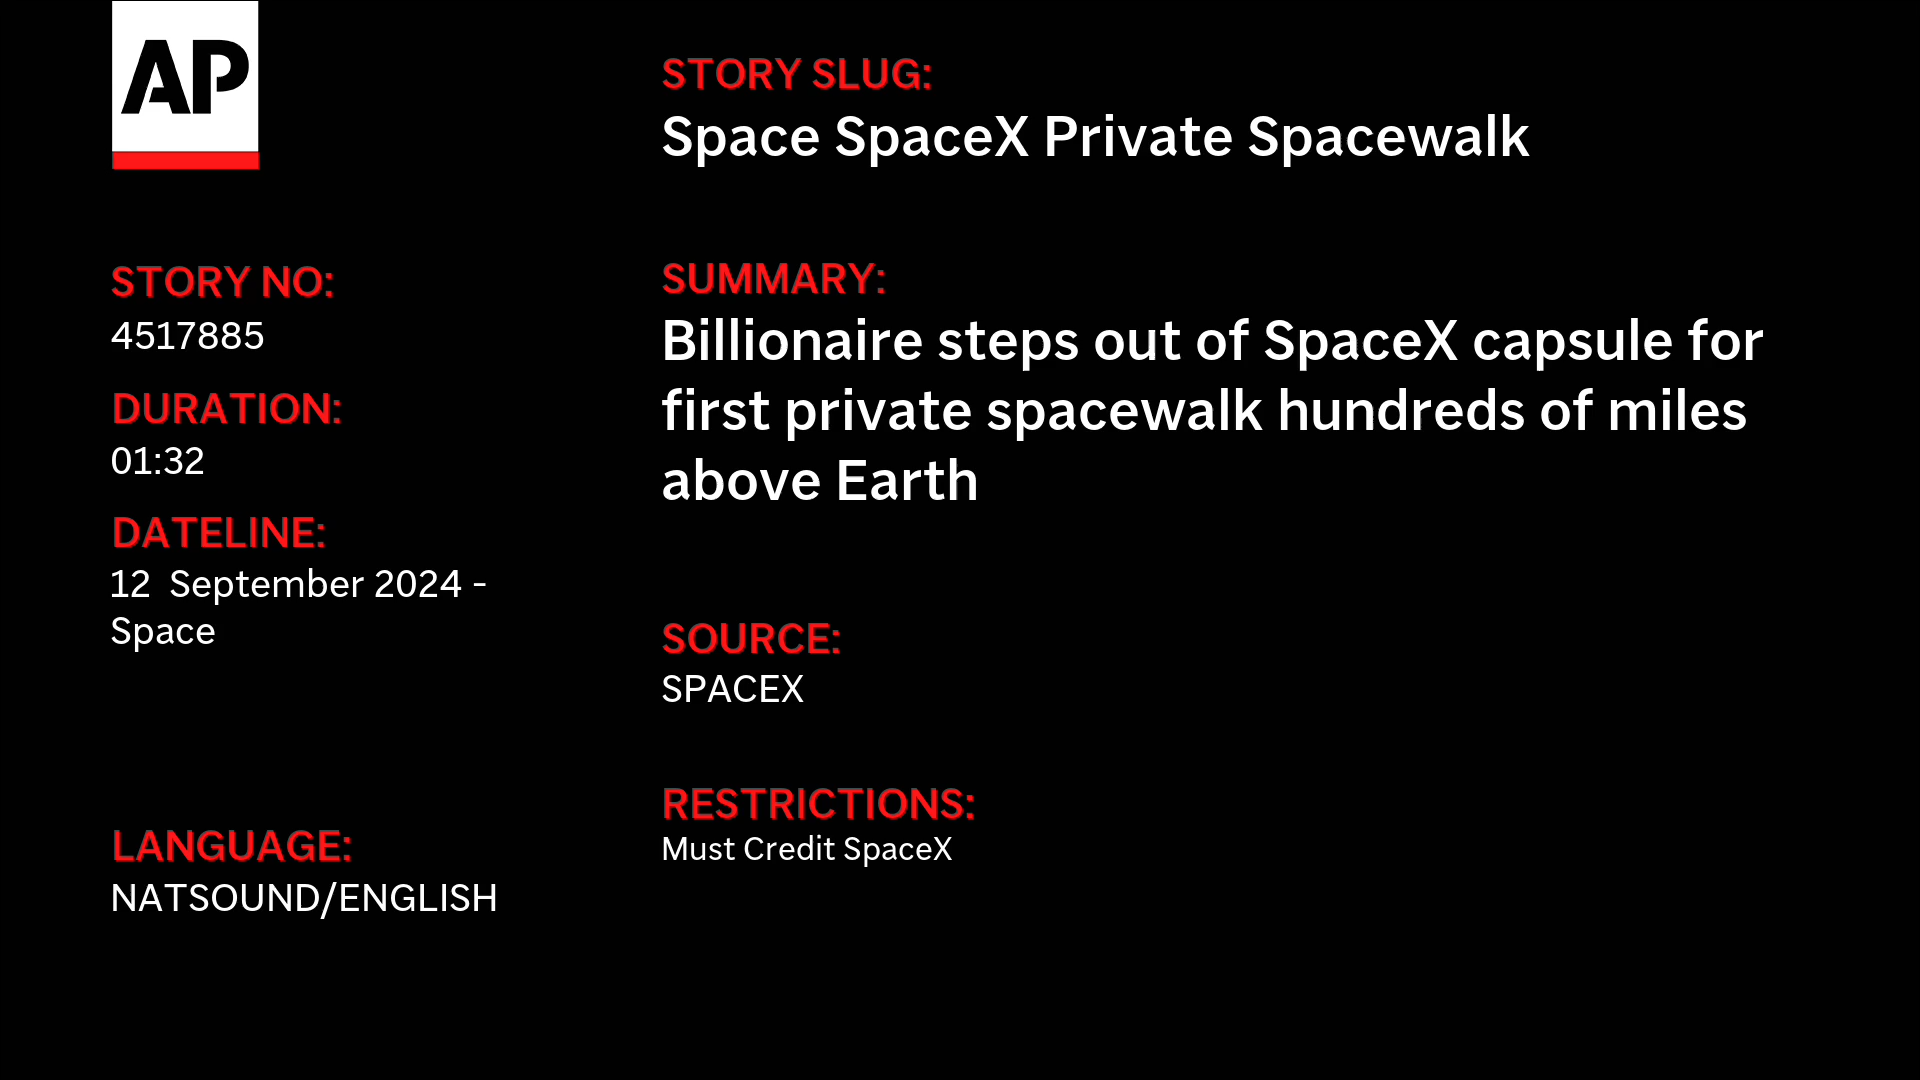 AP
STORY NO:
4517885
DURATION:
01:32
DATELINE:
12  September 2024 -
Space
LANGUAGE:
NATSOUND/ENGLISH
STORY SLUG:
Space SpaceX Private Spacewalk
SUMMARY:
Billionaire steps out of SpaceX capsule for
first private spacewalk hundreds of miles
above Earth
SOURCE:
SPACEX
RESTRICTIONS:
Must Credit SpaceX